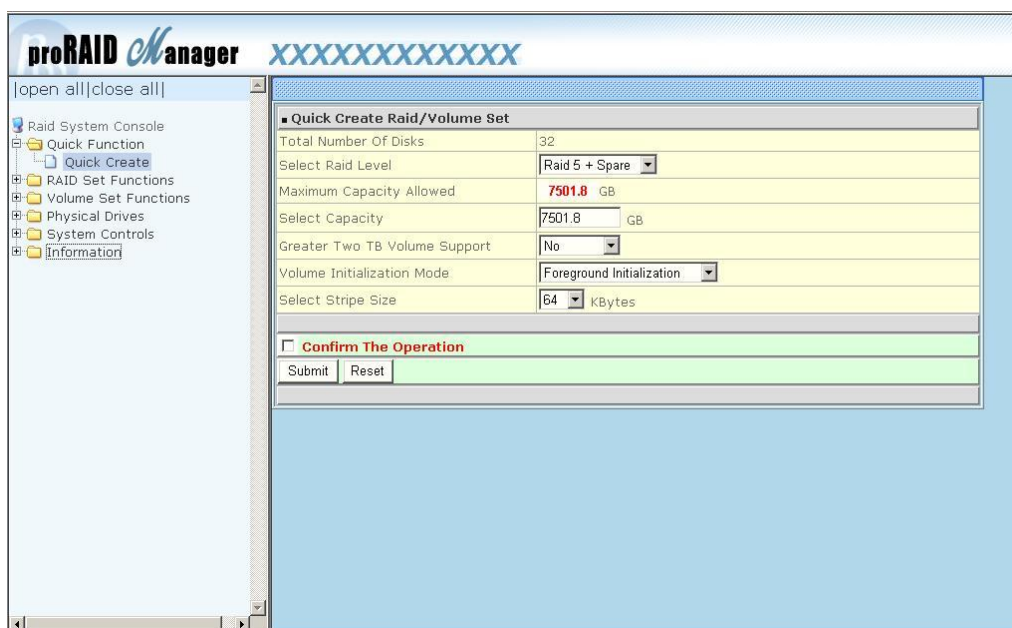 proRAID Manager XXXXXXXXXXXX
|open all|close all|
Raid System Console
Quick Function
Quick Create
RAID Set Functions
Volume Set Functions
Physical Drives
System Controls
Information
Quick Create Raid/Volume Set
Total Number Of Disks 32
Select Raid Level Raid 5 + Spare
Maximum Capacity Allowed 7501.8 GB
Select Capacity 7501.8 GB
Greater Two TB Volume Support No
Volume Initialization Mode Foreground Initialization
Select Stripe Size 64 KBytes
Confirm The Operation
Submit Reset